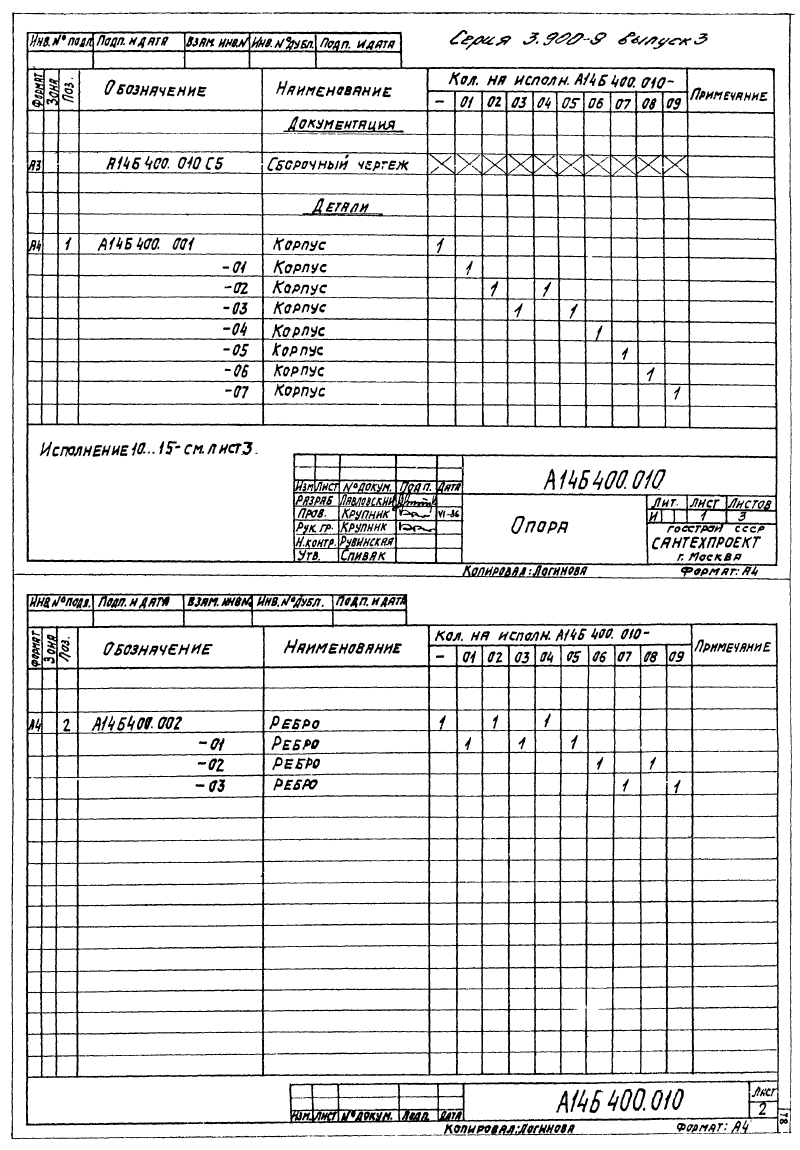 Серия 3.900-9 выпуск 3
Инв. № подл. Подп. и дата Взам. инв. № Инв. № дубл. Подп. и дата
Формат Зона Поз. Обозначение Наименование Кол. на исполн. А14Б 400.010- Примечание
- 01 02 03 04 05 06 07 08 09
Документация
А3 А14Б 400.010 СБ Сборочный чертеж
Детали
А4 1 А14Б 400.001 Корпус 1
-01 Корпус 1
-02 Корпус 1 1
-03 Корпус 1 1
-04 Корпус 1
-05 Корпус 1
-06 Корпус 1
-07 Корпус 1
Исполнение 10...15- см. лист 3.
А14Б 400.010
Изм Лист № докум. Подп. Дата
Разраб Павловский
Пров. Крупник VI-86
Рук. гр. Крупник
Н.контр. Рувинская
Утв. Спивак
Опора
Лит. Лист Листов
И 1 3
Госстрой СССР
САНТЕХПРОЕКТ
г. Москва
Копировал: Логинова Формат: А4
Инв. № подл. Подп. и дата Взам. инв. № Инв. № дубл. Подп. и дата
Формат Зона Поз. Обозначение Наименование Кол. на исполн. А14Б 400.010- Примечание
- 01 02 03 04 05 06 07 08 09
А4 2 А14Б400.002 Ребро 1 1 1
-01 Ребро 1 1 1
-02 Ребро 1 1
-03 Ребро 1 1
Изм. Лист № докум. Подп. Дата
А14Б 400.010
Лист
2
Копировал: Логинова Формат: А4